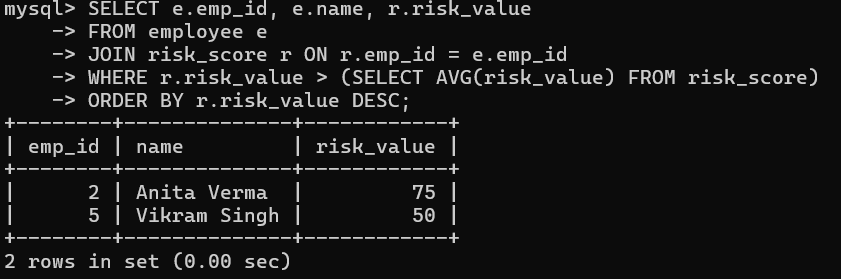 mysql> SELECT e.emp_id, e.name, r.risk_value
    -> FROM employee e
    -> JOIN risk_score r ON r.emp_id = e.emp_id
    -> WHERE r.risk_value > (SELECT AVG(risk_value) FROM risk_score)
    -> ORDER BY r.risk_value DESC;
+--------+--------------+------------+
| emp_id | name         | risk_value |
+--------+--------------+------------+
|      2 | Anita Verma  |         75 |
|      5 | Vikram Singh |         50 |
+--------+--------------+------------+
2 rows in set (0.00 sec)